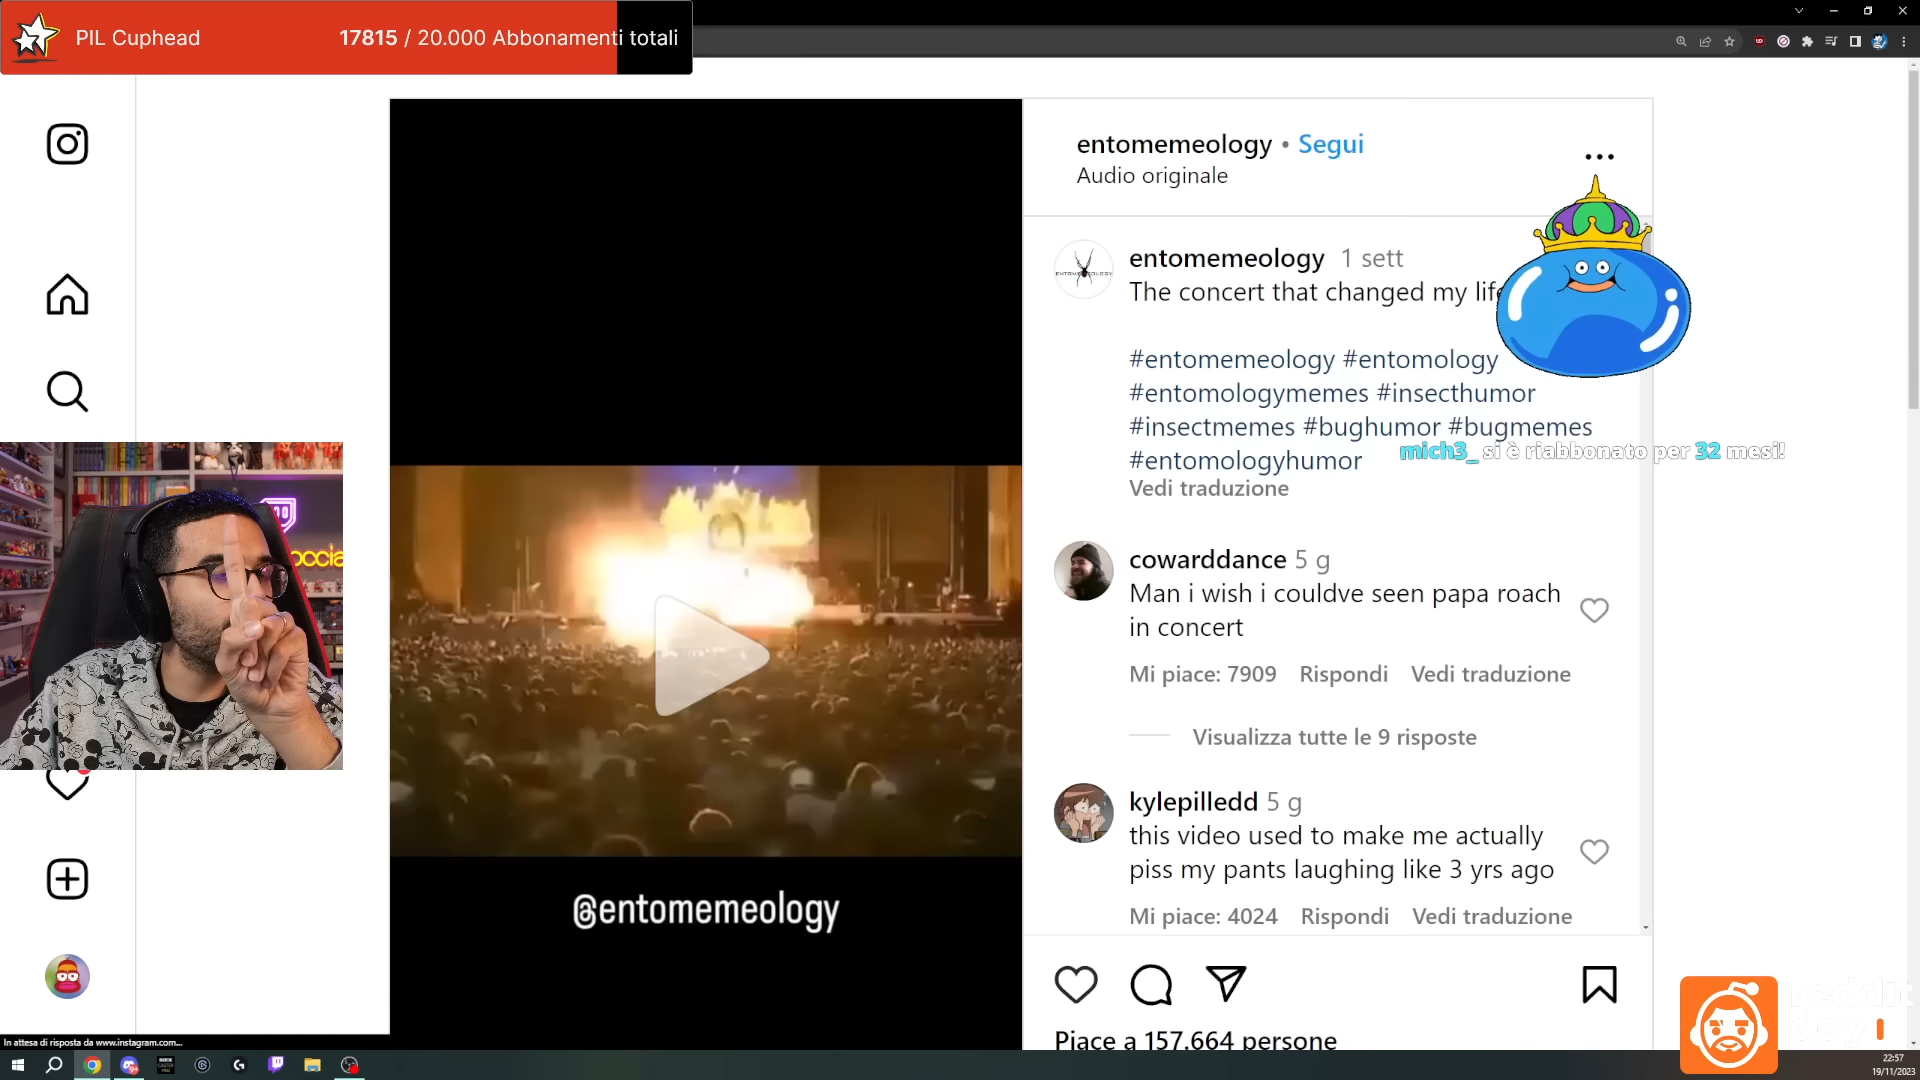 PIL Cuphead
17815 / 20.000 Abbonamenti totali
entomemeology • Segui
Audio originale
entomemeology 1 sett
The concert that changed my life
#entomemeology #entomology
#entomologymemes #insecthumor
#insectmemes #bughumor #bugmemes
#entomologyhumor
mich3_ si è riabbonato per 32 mesi!
Vedi traduzione
cowarddance 5 g
Man i wish i couldve seen papa roach
in concert
Mi piace: 7909 Rispondi Vedi traduzione
Visualizza tutte le 9 risposte
kylepilledd 5 g
this video used to make me actually
piss my pants laughing like 3 yrs ago
Mi piace: 4024 Rispondi Vedi traduzione
@entomemeology
Piace a 157.664 persone
In attesa di risposta da www.instagram.com...
22:57
19/11/2023